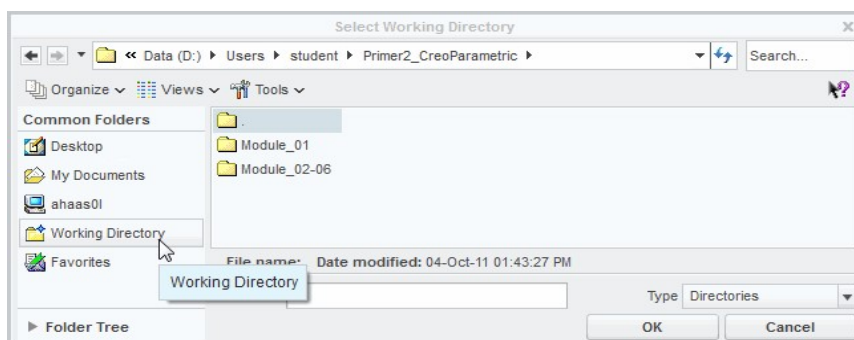 Select Working Directory
« Data (D:) Users student Primer2_CreoParametric Search...
Organize Views Tools
Common Folders
.
Desktop
Module_01
My Documents
Module_02-06
ahaas0l
Working Directory
Favorites
File name: Date modified: 04-Oct-11 01:43:27 PM
Working Directory
Type Directories
Folder Tree
OK Cancel